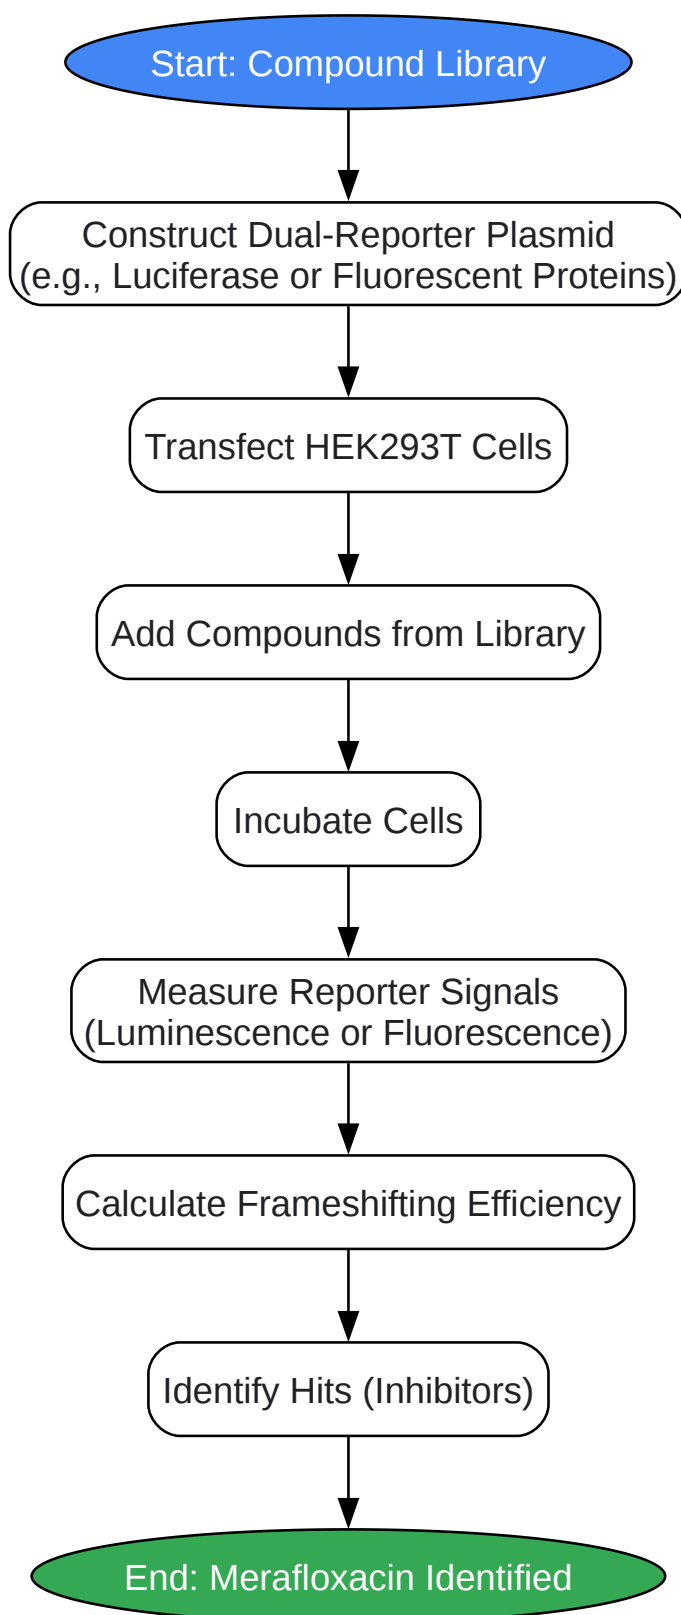 Start: Compound Library
Construct Dual-Reporter Plasmid
(e.g., Luciferase or Fluorescent Proteins)
Transfect HEK293T Cells
Add Compounds from Library
Incubate Cells
Measure Reporter Signals
(Luminescence or Fluorescence)
Calculate Frameshifting Efficiency
Identify Hits (Inhibitors)
End: Merafloxacin Identified